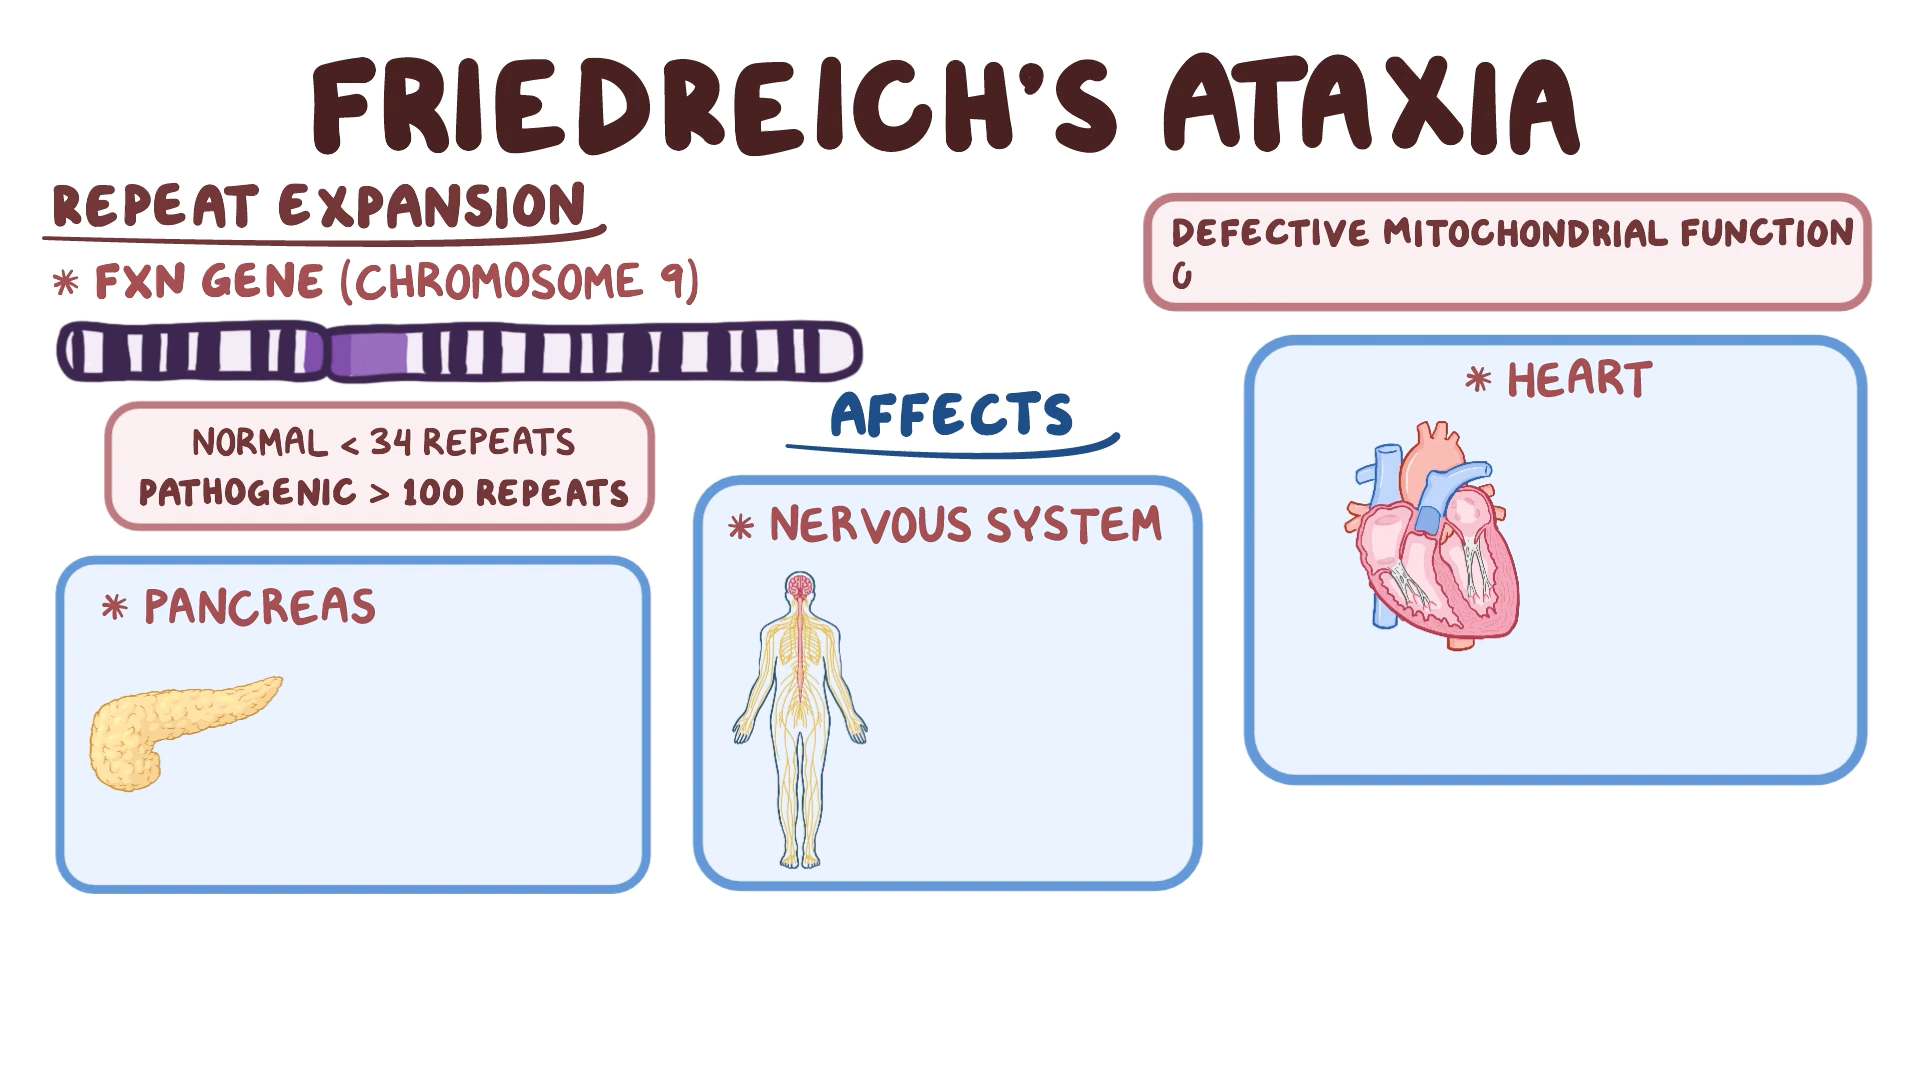 FRIEDREICH'S ATAXIA
REPEAT EXPANSION
* FXN GENE (CHROMOSOME 9)
NORMAL < 34 REPEATS
PATHOGENIC > 100 REPEATS
DEFECTIVE MITOCHONDRIAL FUNCTION
AFFECTS
* PANCREAS
* NERVOUS SYSTEM
* HEART